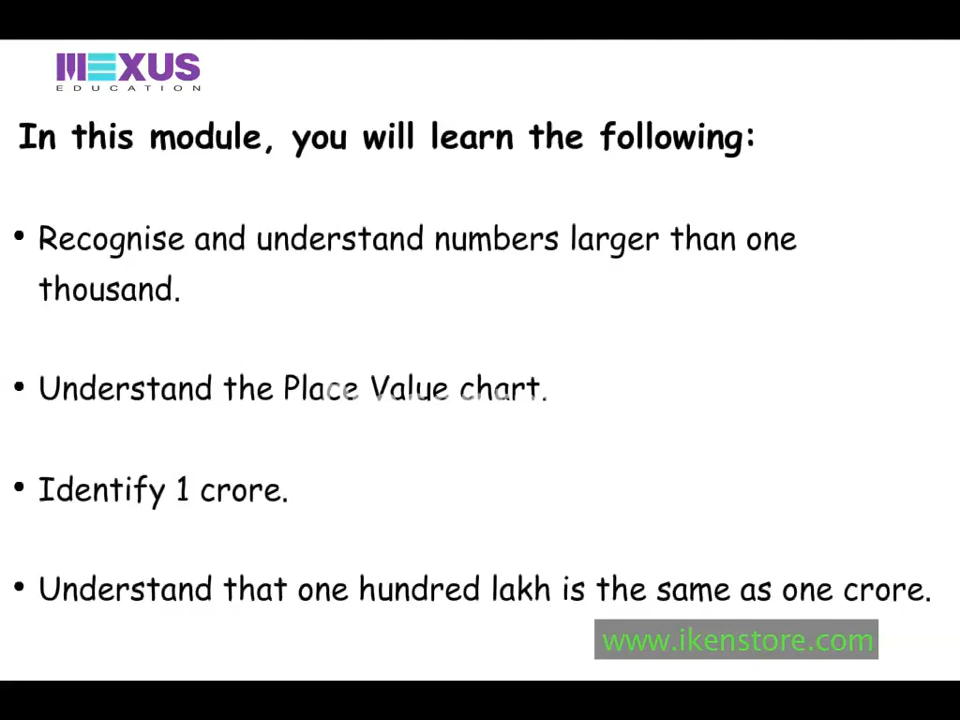 MEXUS
EDUCATION
In this module, you will learn the following:
• Recognise and understand numbers larger than one
thousand.
• Understand the Place Value chart.
• Identify 1 crore.
• Understand that one hundred lakh is the same as one crore.
www.ikenstore.com